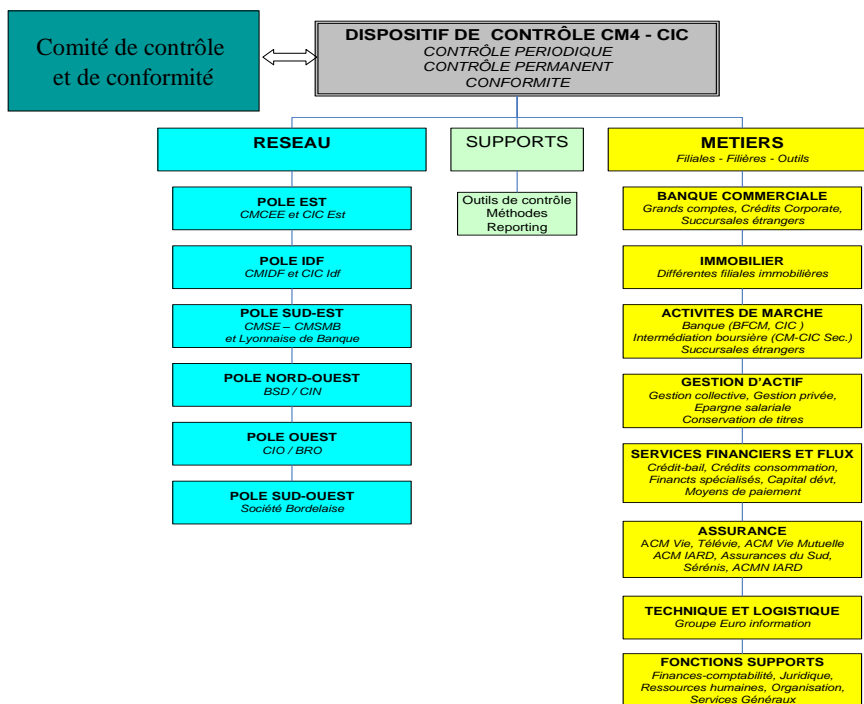 Comité de contrôle
et de conformité
DISPOSITIF DE CONTRÔLE CM4 - CIC
CONTRÔLE PERIODIQUE
CONTRÔLE PERMANENT
CONFORMITE
RESEAU
POLE EST
CMCEE et CIC Est
POLE IDF
CMIDF et CIC Idf
POLE SUD-EST
CMSE – CMSMB
et Lyonnaise de Banque
POLE NORD-OUEST
BSD / CIN
POLE OUEST
CIO / BRO
POLE SUD-OUEST
Société Bordelaise
SUPPORTS
Outils de contrôle
Méthodes
Reporting
METIERS
Filiales - Filières - Outils
BANQUE COMMERCIALE
Grands comptes, Crédits Corporate,
Succursales étrangers
IMMOBILIER
Différentes filiales immobilières
ACTIVITES DE MARCHE
Banque (BFCM, CIC )
Intermédiation boursière (CM-CIC Sec.)
Succursales étrangers
GESTION D'ACTIF
Gestion collective, Gestion privée,
Epargne salariale
Conservation de titres
SERVICES FINANCIERS ET FLUX
Crédit-bail, Crédits consommation,
Financts spécialisés, Capital dévt,
Moyens de paiement
ASSURANCE
ACM Vie, Télévie, ACM Vie Mutuelle
ACM IARD, Assurances du Sud,
Sérénis, ACMN IARD
TECHNIQUE ET LOGISTIQUE
Groupe Euro information
FONCTIONS SUPPORTS
Finances-comptabilité, Juridique,
Ressources humaines, Organisation,
Services Généraux